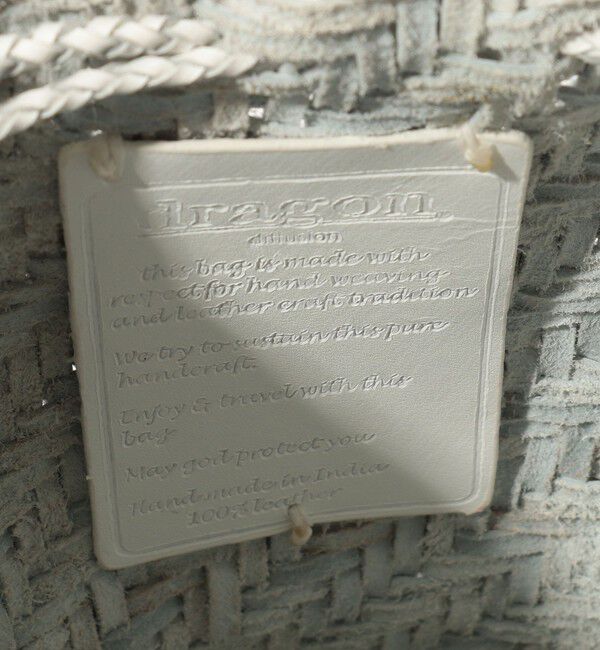 dragon
diffusion
this bag is made with
respect for hand weaving
and leather craft tradition
We try to sustain this pure
handcraft.
Enjoy & travel with this
bag
May god protect you
Hand made in India
100% leather